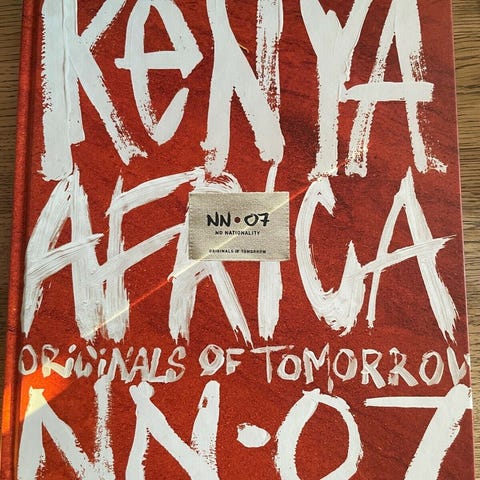 KeNYA
AFRICA
NN•07
NO NATIONALITY
ORIGINALS OF TOMORROW
ORIGINALS OF TOMORROW
NN•07